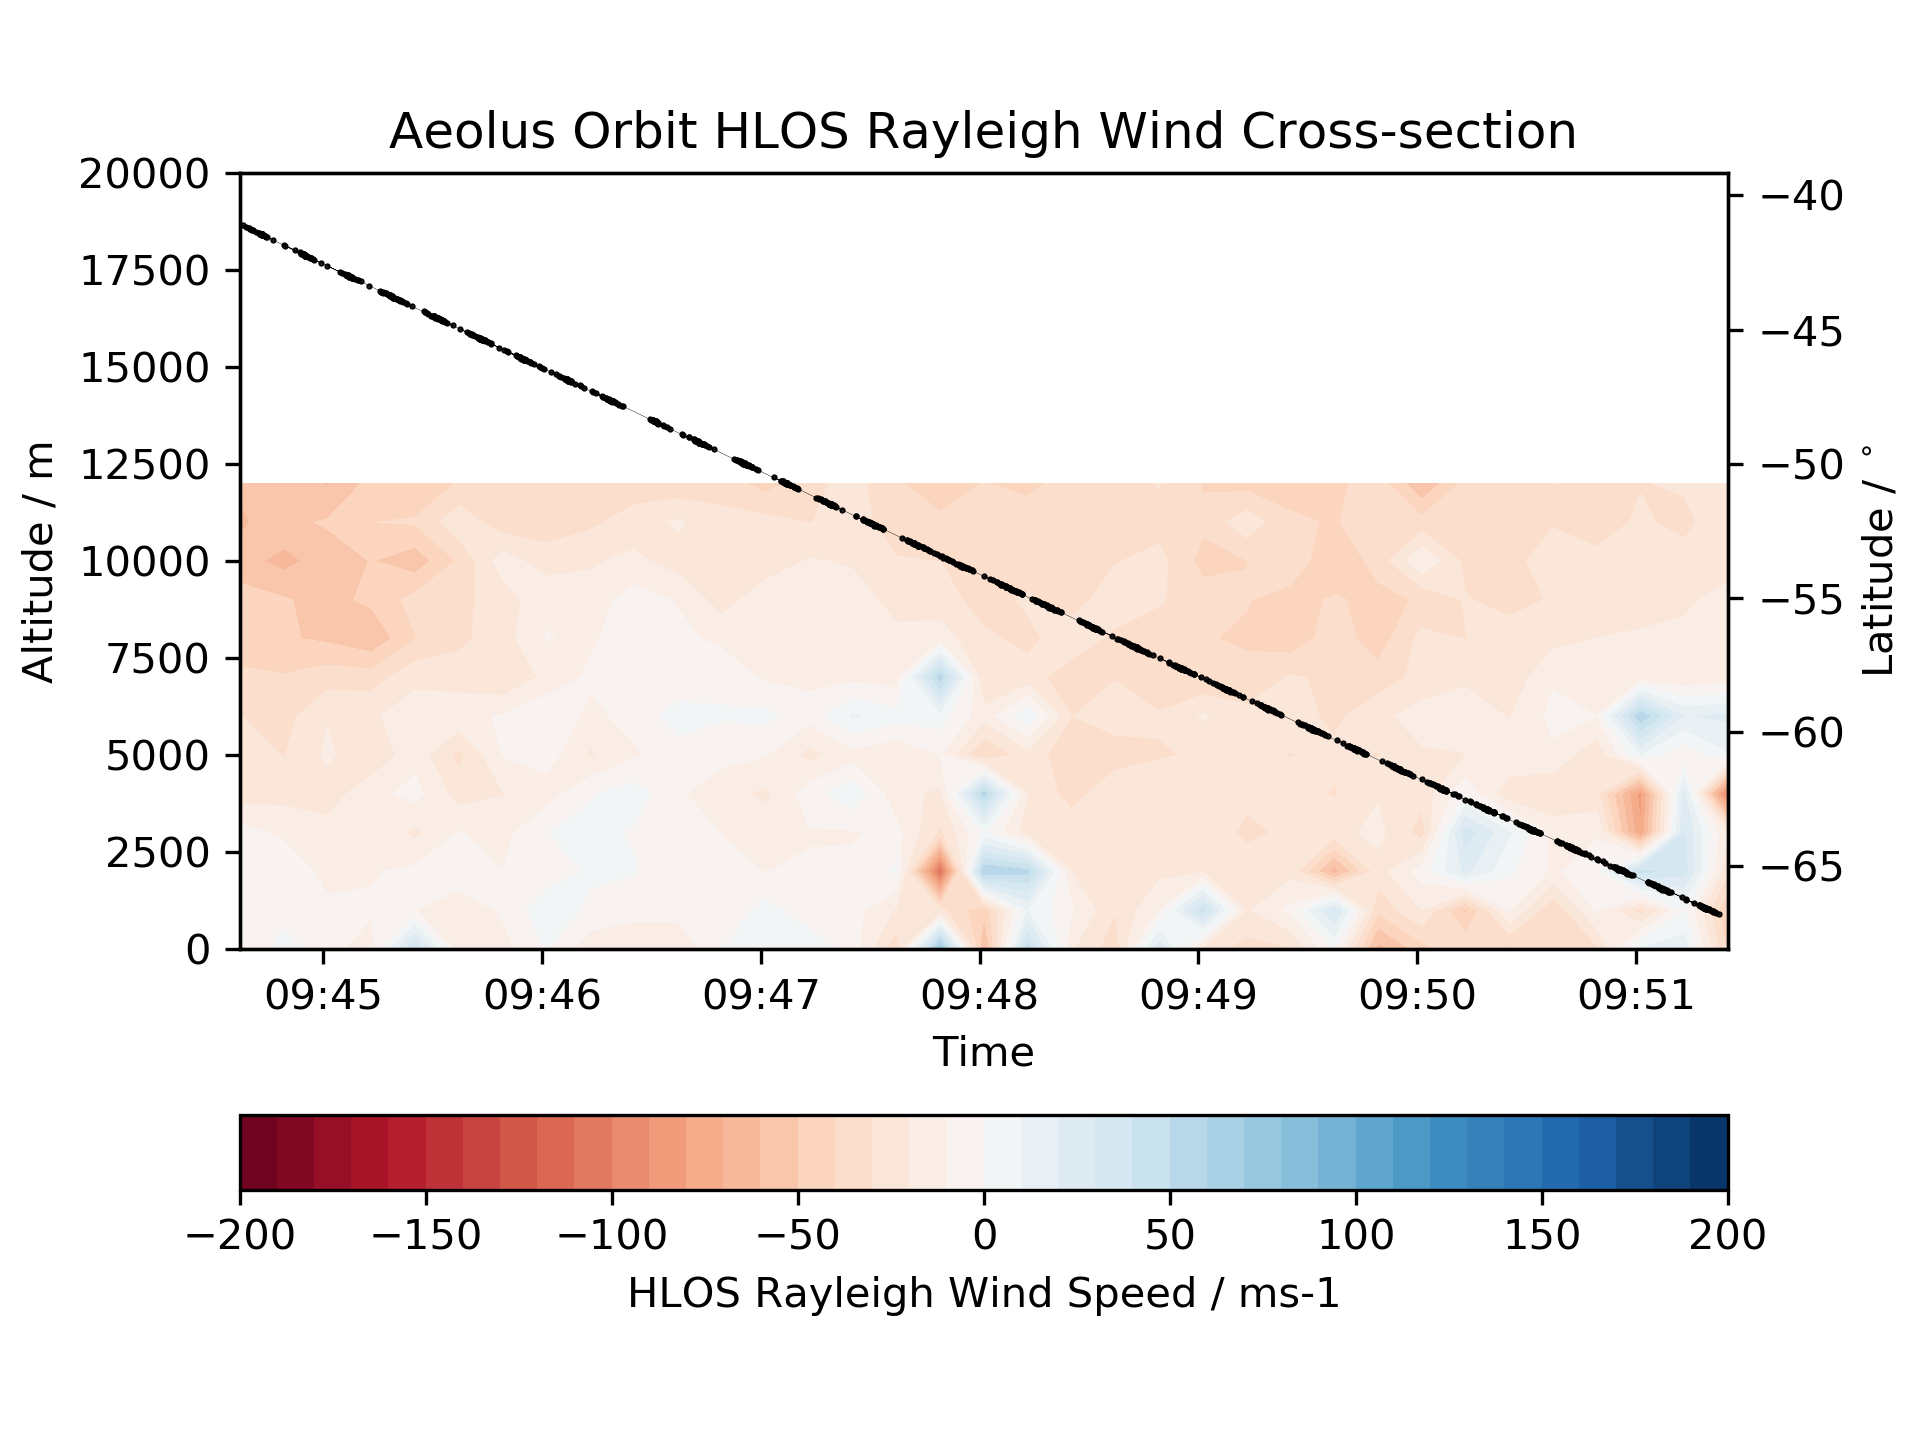 Aeolus Orbit HLOS Rayleigh Wind Cross-section
20000
17500
15000
12500
10000
7500
5000
2500
0
Altitude / m
−40
−45
−50
−55
−60
−65
Latitude / °
09:45 09:46 09:47 09:48 09:49 09:50 09:51
Time
−200 −150 −100 −50 0 50 100 150 200
HLOS Rayleigh Wind Speed / ms-1